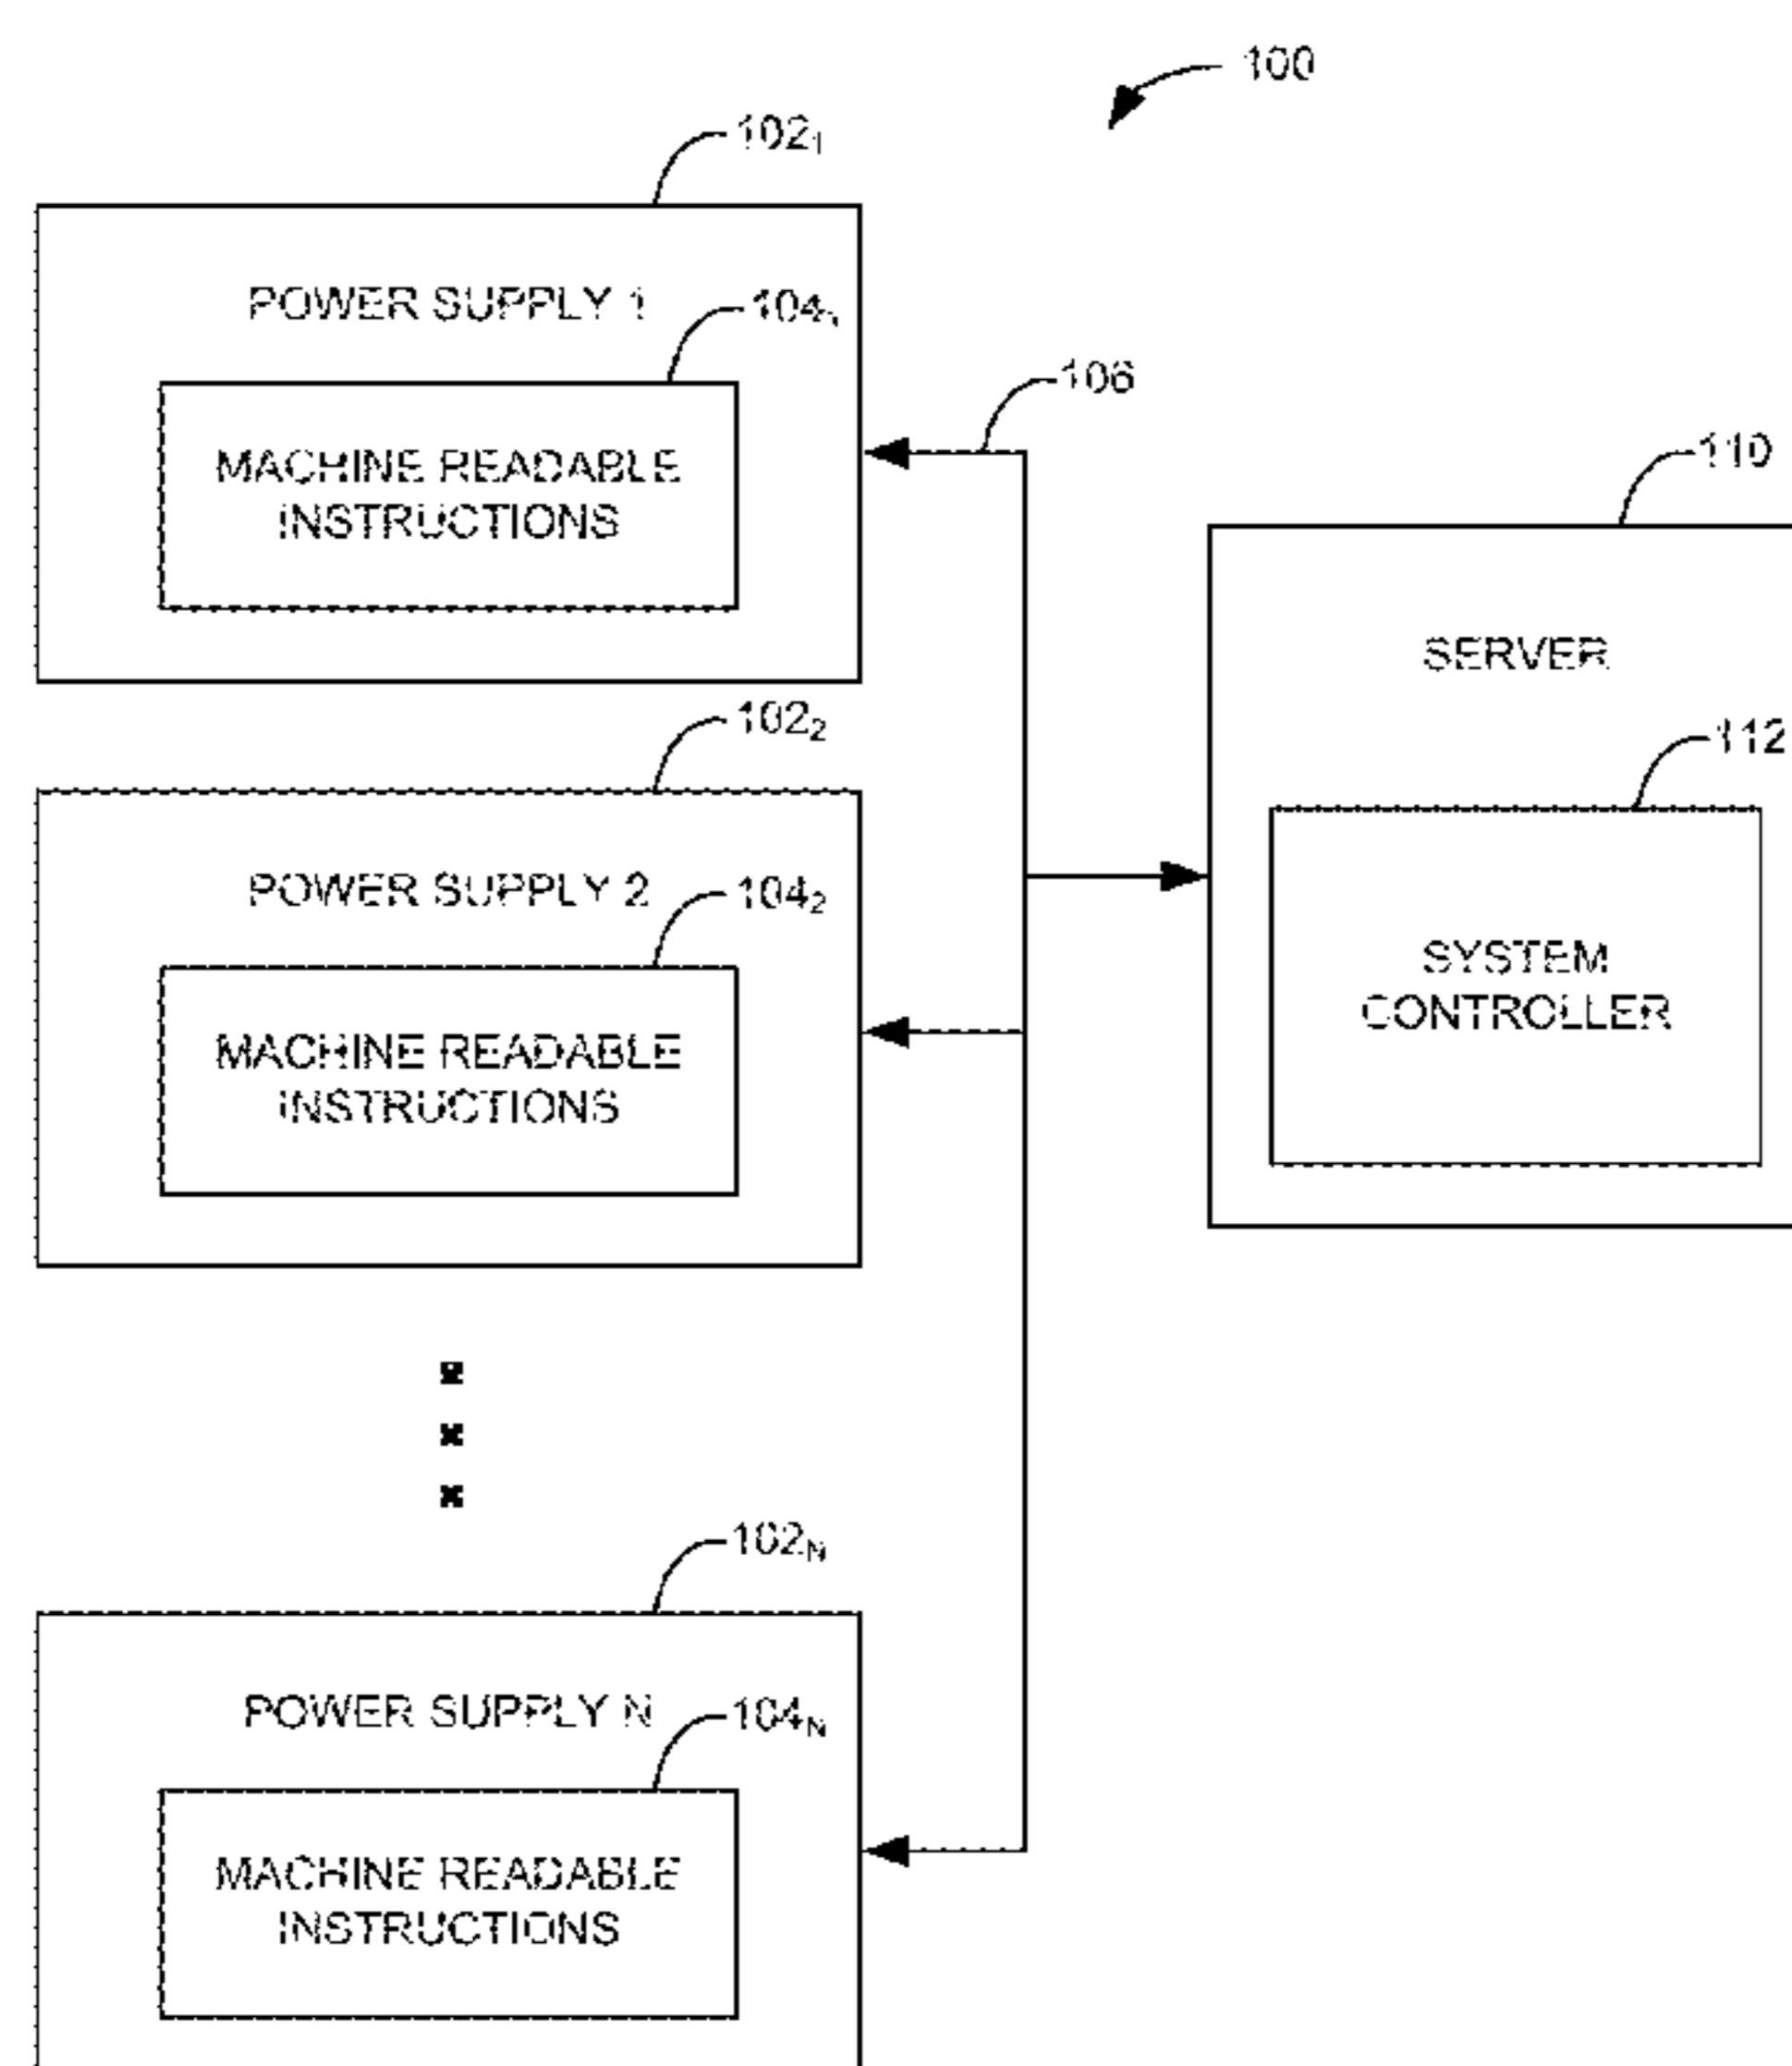 100
102₁
POWER SUPPLY 1
104₁
MACHINE READABLE
INSTRUCTIONS
106
110
SERVER
102₂
112
POWER SUPPLY 2
104₂
SYSTEM
CONTROLLER
MACHINE READABLE
INSTRUCTIONS
102N
POWER SUPPLY N
104N
MACHINE READABLE
INSTRUCTIONS